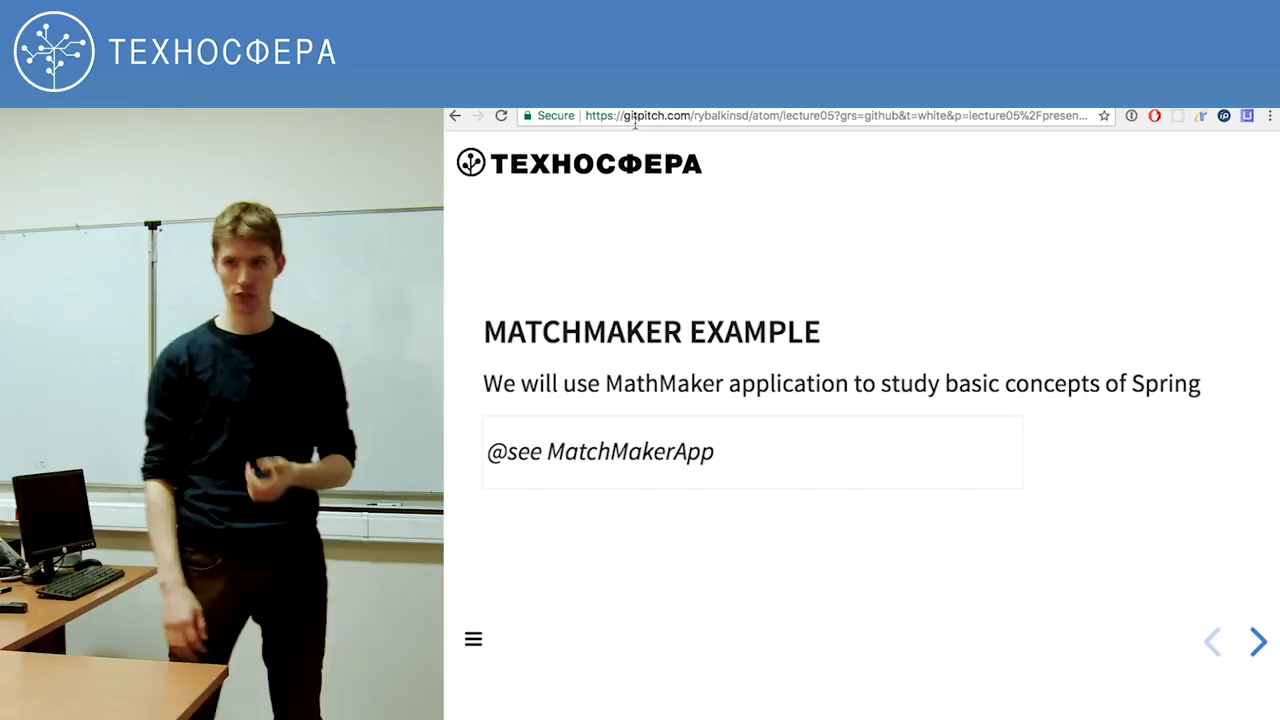 ТЕХНОСФЕРА
Secure https://gitpitch.com/rybalkinsd/atom/lecture05?grs=github&t=white&p=lecture05%2Fpresen...
ТЕХНОСФЕРА
MATCHMAKER EXAMPLE
We will use MathMaker application to study basic concepts of Spring
@see MatchMakerApp